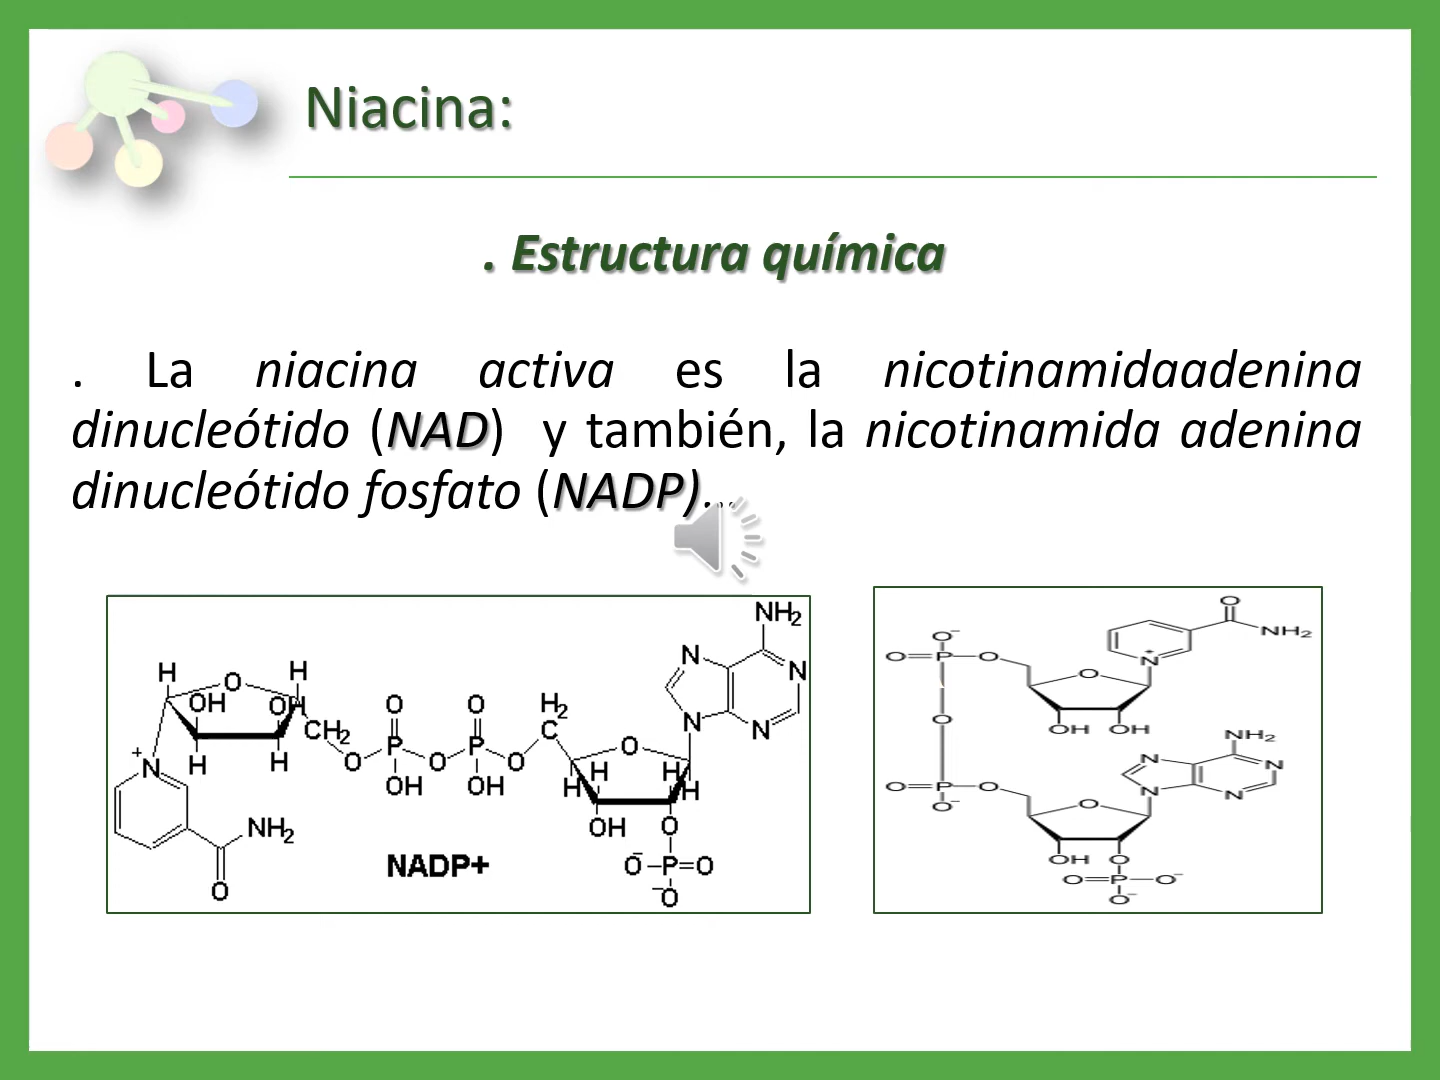 Niacina:
. Estructura química
. La niacina activa es la nicotinamidaadenina
dinucleótido (NAD) y también, la nicotinamida adenina
dinucleótido fosfato (NADP)...
NH2
N
N
N
N
H
H
O
OH
OH
CH2
O
O
H2
C
O
P
O
P
O
OH
OH
H
H
+
N
O
H
H
H
H
OH
O
NH2
O
NADP+
O⁻–P=O
⁻O
O
NH2
O⁻
O=P–O
O⁻
N+
O
OH
OH
O
NH2
N
N
N
N
O=P–O
O⁻
O
OH
O
O=P–O⁻
O⁻